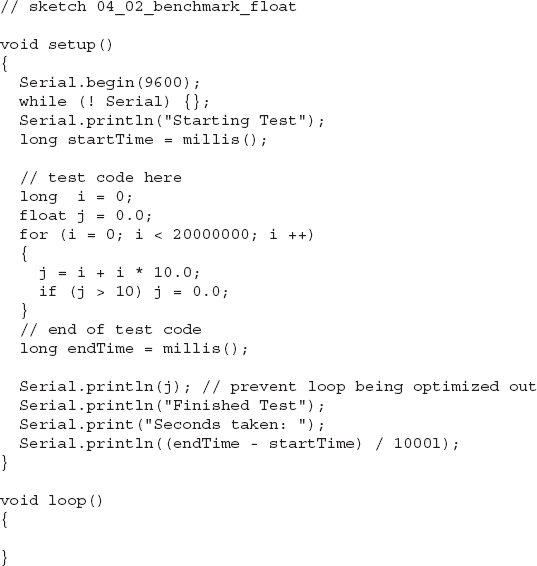 // sketch 04_02_benchmark_float

void setup()
{
  Serial.begin(9600);
  while (! Serial) {};
  Serial.println("Starting Test");
  long startTime = millis();

  // test code here
  long  i = 0;
  float j = 0.0;
  for (i = 0; i < 20000000; i ++)
  {
    j = i + i * 10.0;
    if (j > 10) j = 0.0;
  }
  // end of test code
  long endTime = millis();

  Serial.println(j); // prevent loop being optimized out
  Serial.println("Finished Test");
  Serial.print("Seconds taken: ");
  Serial.println((endTime - startTime) / 1000l);
}

void loop()
{

}